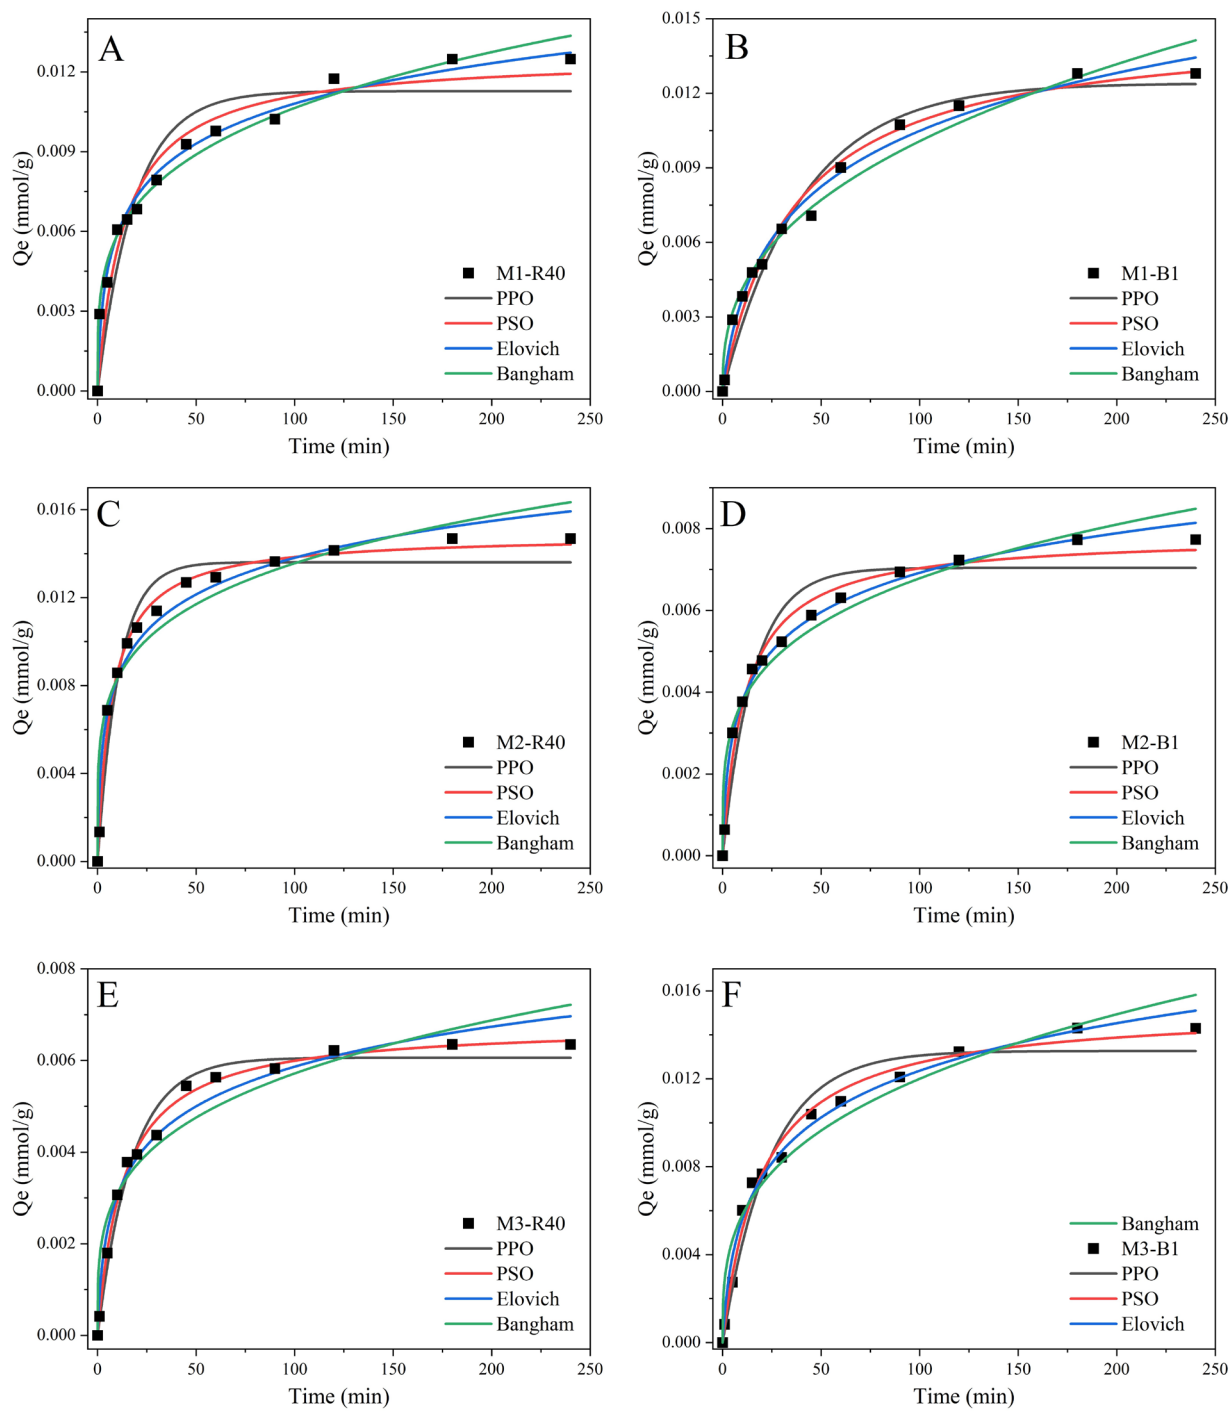 A
Qe (mmol/g)
0.012
0.009
0.006
0.003
0.000
M1-R40
PPO
PSO
Elovich
Bangham
0 50 100 150 200 250
Time (min)
B
Qe (mmol/g)
0.015
0.012
0.009
0.006
0.003
0.000
M1-B1
PPO
PSO
Elovich
Bangham
0 50 100 150 200 250
Time (min)
C
Qe (mmol/g)
0.016
0.012
0.008
0.004
0.000
M2-R40
PPO
PSO
Elovich
Bangham
0 50 100 150 200 250
Time (min)
D
Qe (mmol/g)
0.008
0.006
0.004
0.002
0.000
M2-B1
PPO
PSO
Elovich
Bangham
0 50 100 150 200 250
Time (min)
E
Qe (mmol/g)
0.008
0.006
0.004
0.002
0.000
M3-R40
PPO
PSO
Elovich
Bangham
0 50 100 150 200 250
Time (min)
F
Qe (mmol/g)
0.016
0.012
0.008
0.004
0.000
Bangham
M3-B1
PPO
PSO
Elovich
0 50 100 150 200 250
Time (min)